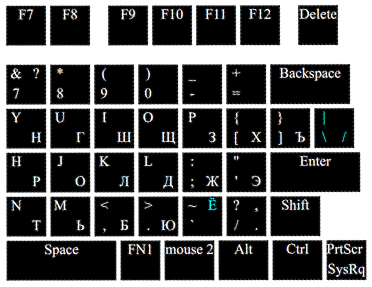 F7 F8 F9 F10 F11 F12 Delete
& ? * ( ) _ + Backspace
7 8 9 0 - =
Y U I O P { } |
Н Г Ш Щ З [ Х ] Ъ \ /
H J K L : " Enter
Р О Л Д ; Ж ' Э
N M < > ~ Ё ? , Shift
Т Ь , Б . Ю ` / .
Space FN1 mouse 2 Alt Ctrl PrtScr
SysRq